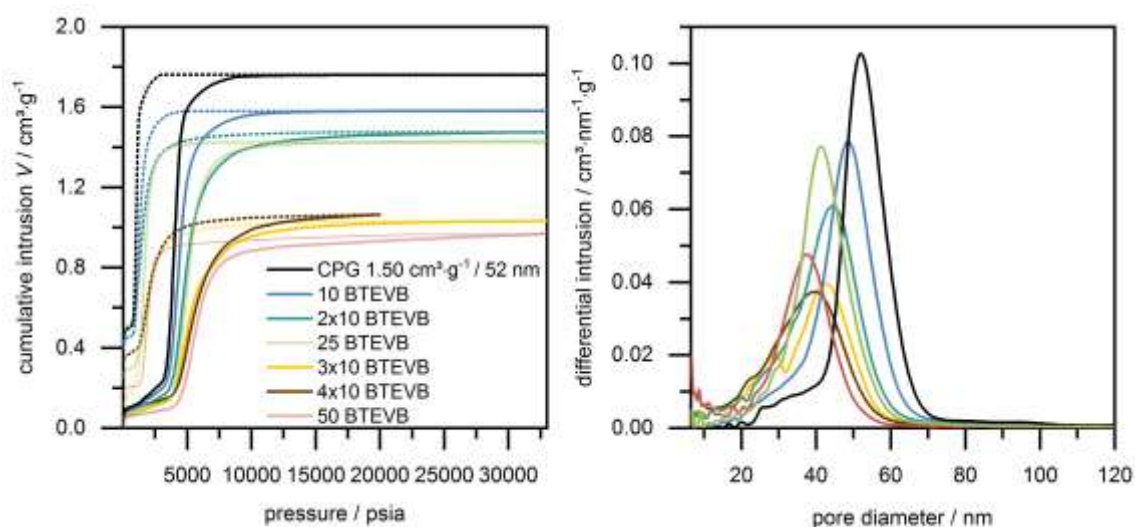 2.0
1.6
1.2
0.8
0.4
0.0
cumulative intrusion V / cm³·g⁻¹
CPG 1.50 cm³·g⁻¹ / 52 nm
10 BTEVB
2x10 BTEVB
25 BTEVB
3x10 BTEVB
4x10 BTEVB
50 BTEVB
5000 10000 15000 20000 25000 30000
pressure / psia
0.10
0.08
0.06
0.04
0.02
0.00
differential intrusion / cm³·nm⁻¹·g⁻¹
20 40 60 80 100 120
pore diameter / nm